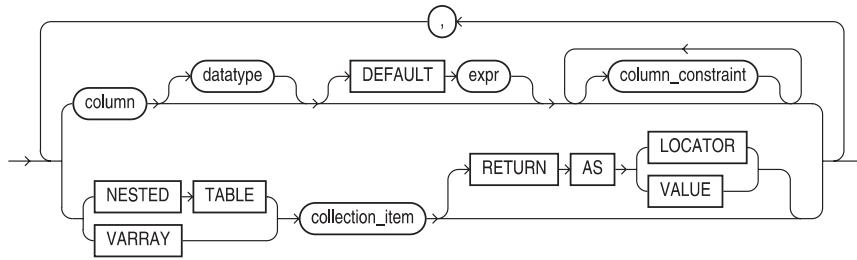 ,
datatype DEFAULT expr column_constraint
column
RETURN AS LOCATOR
VALUE
NESTED TABLE collection_item
VARRAY